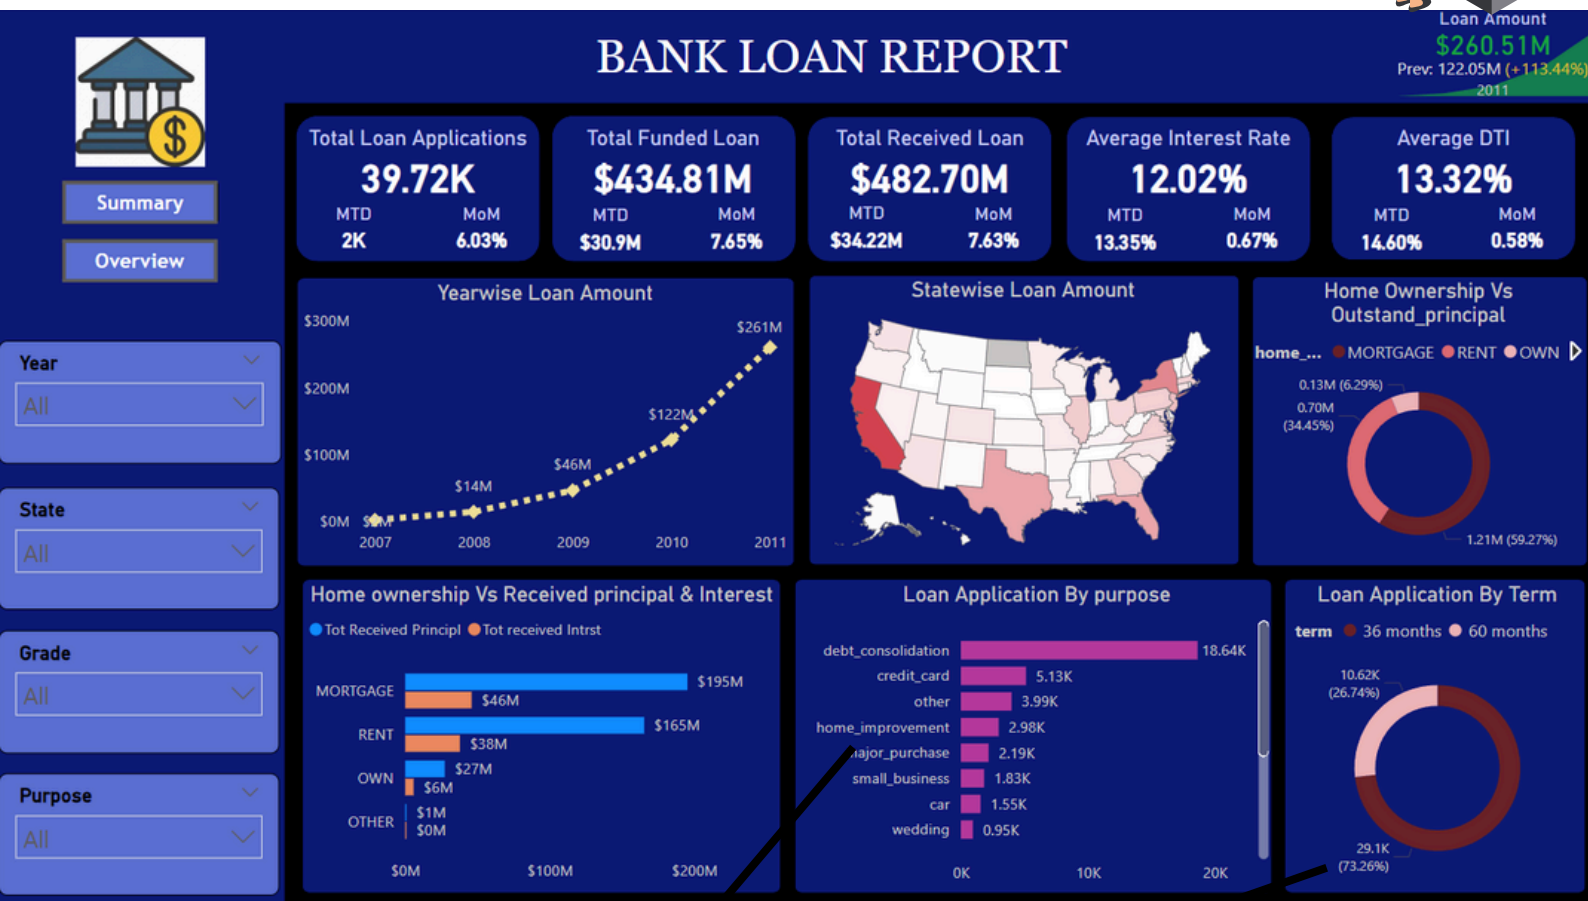 BANK LOAN REPORT
Loan Amount
$260.51M
Prev: 122.05M (+113.44%)
2011
Summary
Overview
Total Loan Applications
39.72K
MTD MoM
2K 6.03%
Total Funded Loan
$434.81M
MTD MoM
$30.9M 7.65%
Total Received Loan
$482.70M
MTD MoM
$34.22M 7.63%
Average Interest Rate
12.02%
MTD MoM
13.35% 0.67%
Average DTI
13.32%
MTD MoM
14.60% 0.58%
Year
All
State
All
Grade
All
Purpose
All
Yearwise Loan Amount
$300M
$200M
$100M
$0M
$14M
$46M
$122M
$261M
2007 2008 2009 2010 2011
Statewise Loan Amount
Home Ownership Vs
Outstand_principal
home_... MORTGAGE RENT OWN
0.13M (6.29%)
0.70M
(34.45%)
1.21M (59.27%)
Home ownership Vs Received principal & Interest
Tot Received Principl Tot received Intrst
MORTGAGE $195M
$46M
RENT $165M
$38M
OWN $27M
$6M
OTHER $1M
$0M
$0M $100M $200M
Loan Application By purpose
debt_consolidation 18.64K
credit_card 5.13K
other 3.99K
home_improvement 2.98K
major_purchase 2.19K
small_business 1.83K
car 1.55K
wedding 0.95K
0K 10K 20K
Loan Application By Term
term 36 months 60 months
10.62K
(26.74%)
29.1K
(73.26%)